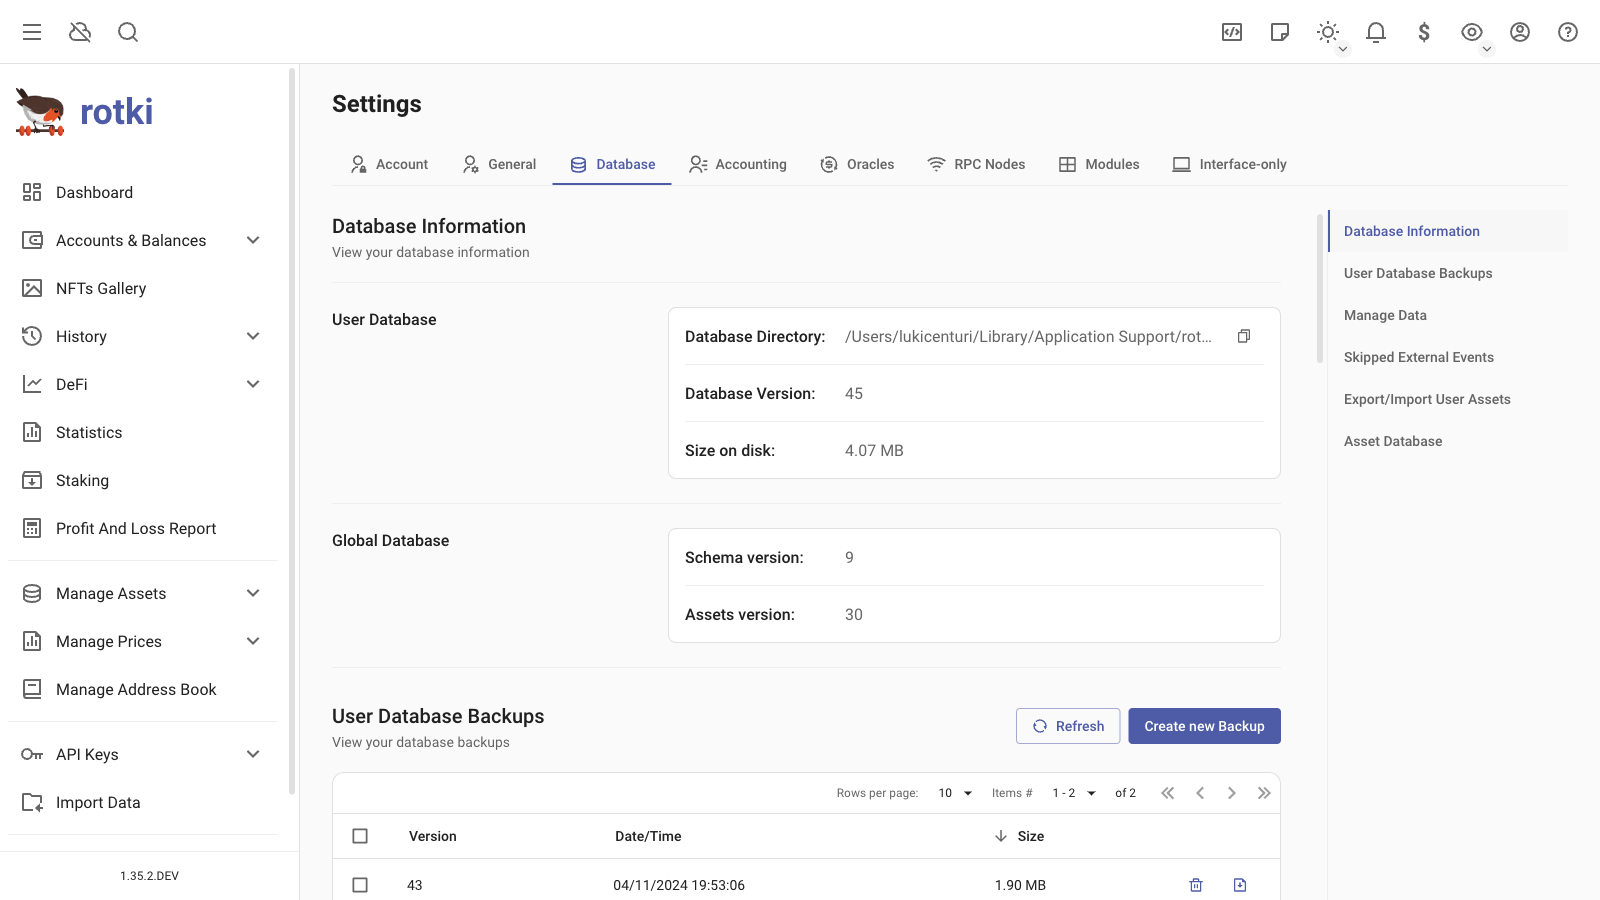 rotki
Dashboard
Accounts & Balances
NFTs Gallery
History
DeFi
Statistics
Staking
Profit And Loss Report
Manage Assets
Manage Prices
Manage Address Book
API Keys
Import Data
1.35.2.DEV
Settings
Account General Database Accounting Oracles RPC Nodes Modules Interface-only
Database Information
View your database information
User Database
Database Directory: /Users/lukicenturi/Library/Application Support/rot...
Database Version: 45
Size on disk: 4.07 MB
Global Database
Schema version: 9
Assets version: 30
User Database Backups
View your database backups
Refresh Create new Backup
Rows per page: 10 Items # 1 - 2 of 2
Version Date/Time Size
43 04/11/2024 19:53:06 1.90 MB
Database Information
User Database Backups
Manage Data
Skipped External Events
Export/Import User Assets
Asset Database